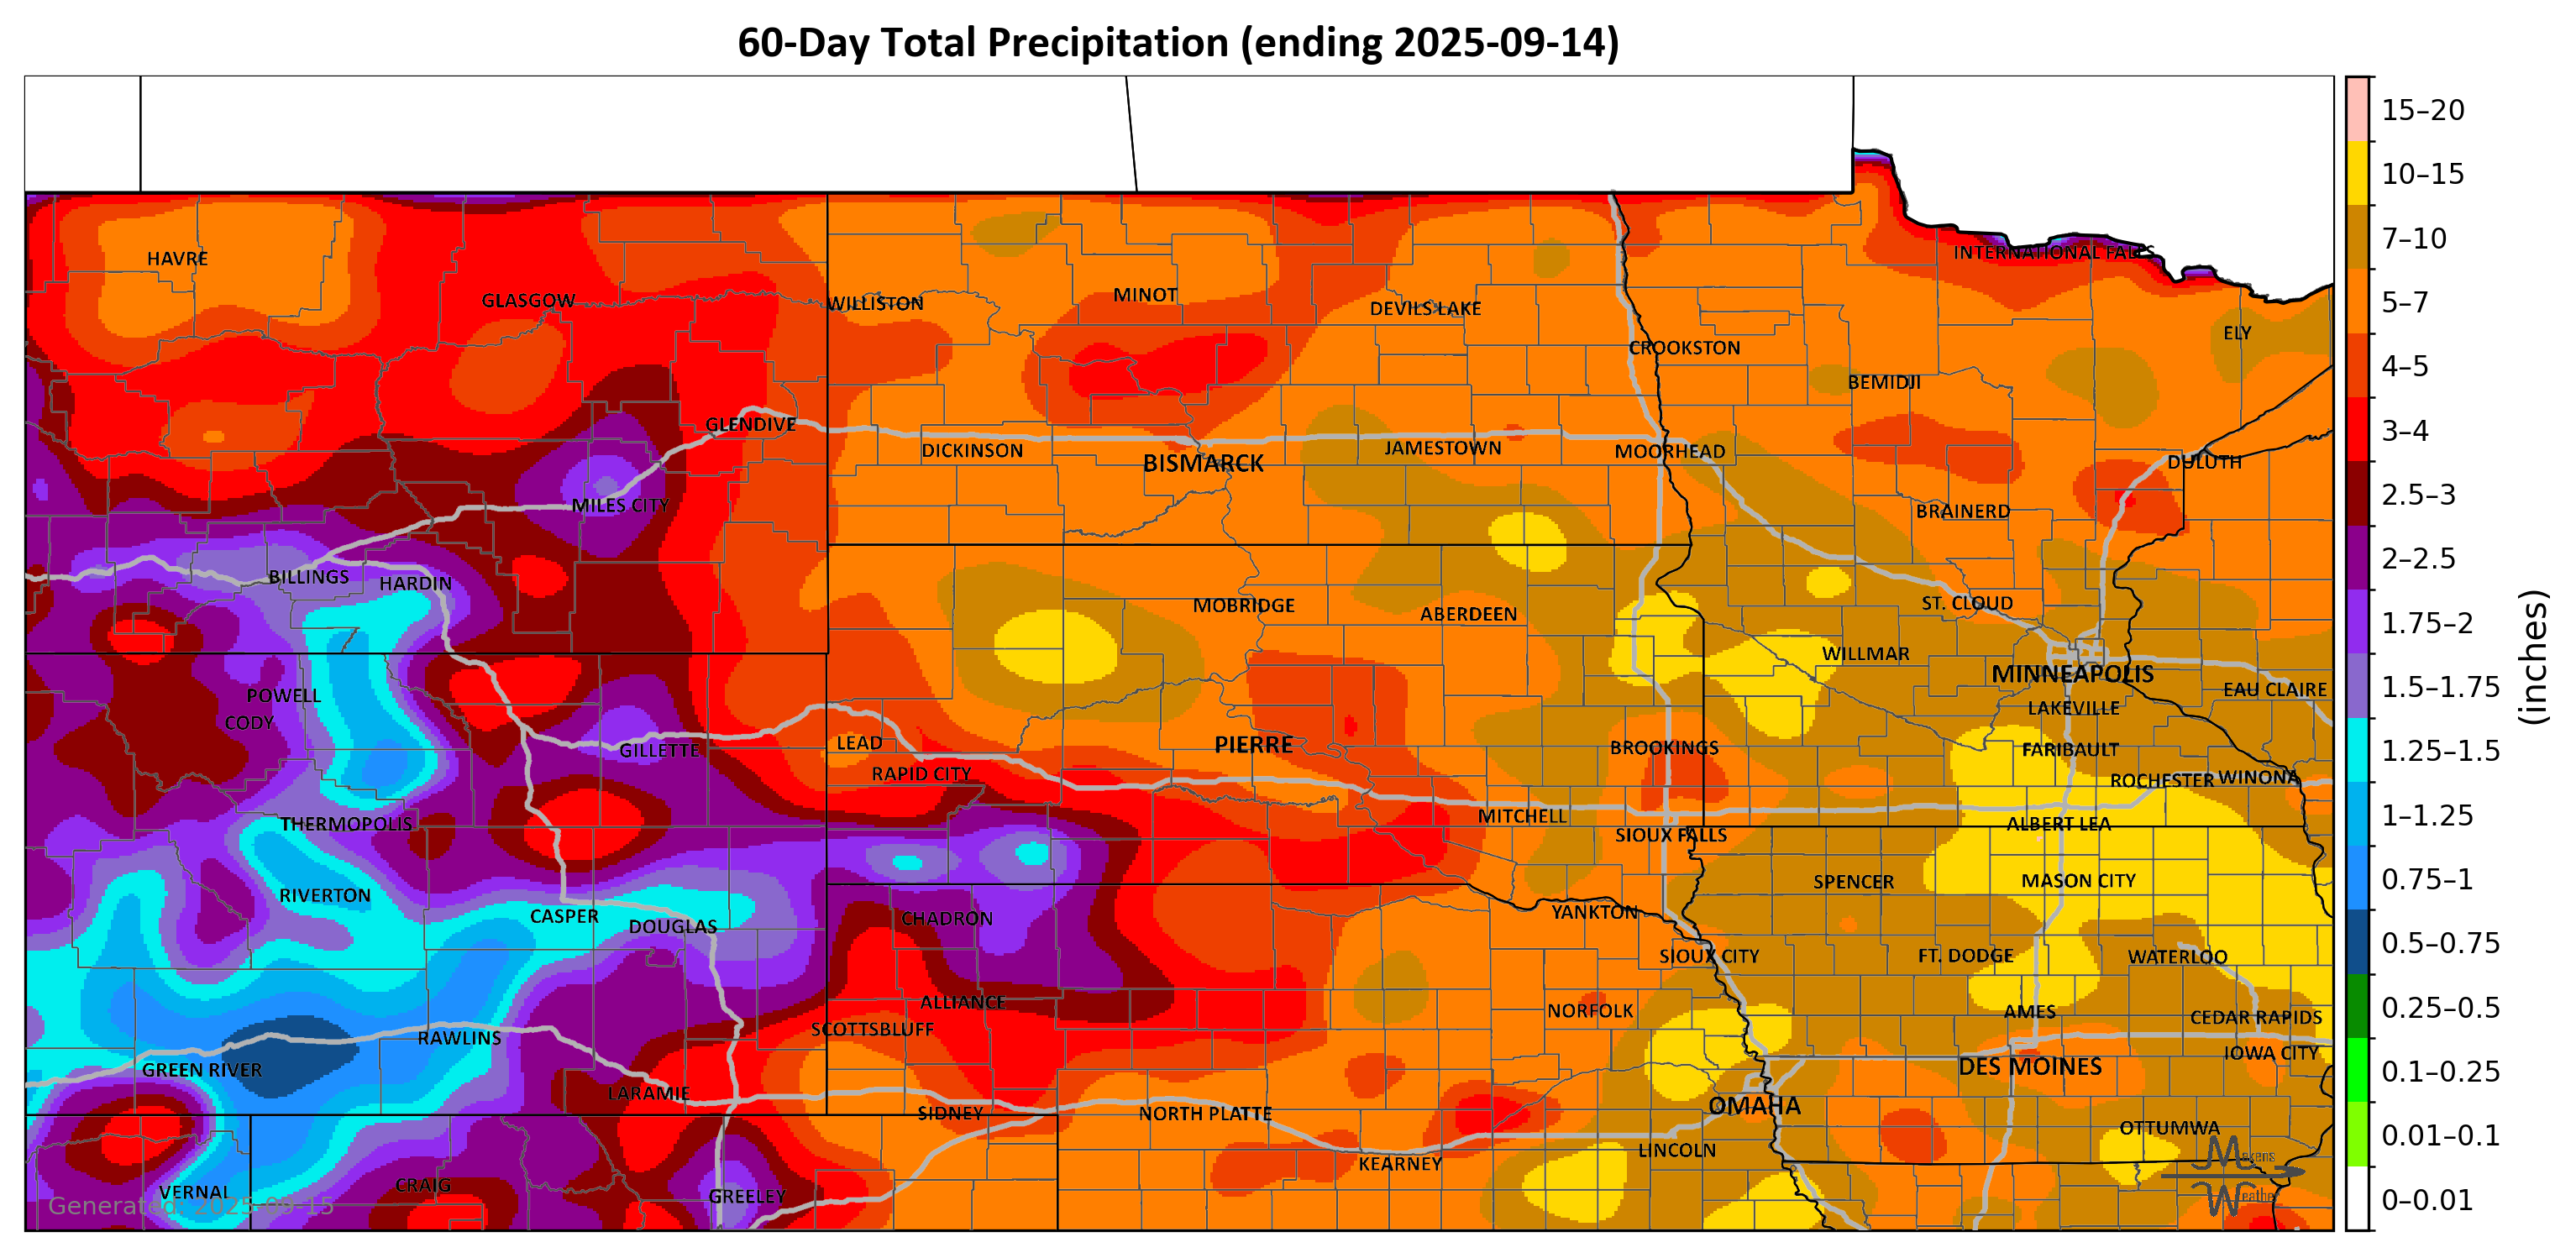 60-Day Total Precipitation (ending 2025-09-14)
15–20
10–15
7–10
5–7
4–5
3–4
2.5–3
2–2.5
1.75–2
1.5–1.75
1.25–1.5
1–1.25
0.75–1
0.5–0.75
0.25–0.5
0.1–0.25
0.01–0.1
0–0.01
(inches)
INTERNATIONAL FALLS
HAVRE
MINOT
GLASGOW
WILLISTON
DEVILS LAKE
ELY
CROOKSTON
BEMIDJI
GLENDIVE
JAMESTOWN
DICKINSON
MOORHEAD
BISMARCK
DULUTH
MILES CITY
BRAINERD
BILLINGS
HARDIN
ST. CLOUD
MOBRIDGE
ABERDEEN
WILLMAR
MINNEAPOLIS
EAU CLAIRE
POWELL
LAKEVILLE
CODY
LEAD
PIERRE
BROOKINGS
GILLETTE
FARIBAULT
RAPID CITY
ROCHESTER
WINONA
MITCHELL
THERMOPOLIS
ALBERT LEA
SIOUX FALLS
SPENCER
MASON CITY
RIVERTON
YANKTON
CASPER
CHADRON
DOUGLAS
SIOUX CITY
FT. DODGE
WATERLOO
ALLIANCE
NORFOLK
AMES
CEDAR RAPIDS
SCOTTSBLUFF
RAWLINS
IOWA CITY
GREEN RIVER
DES MOINES
LARAMIE
OMAHA
SIDNEY
NORTH PLATTE
OTTUMWA
LINCOLN
KEARNEY
CRAIG
VERNAL
GREELEY
Makens
Weather
Generated: 2025-09-15